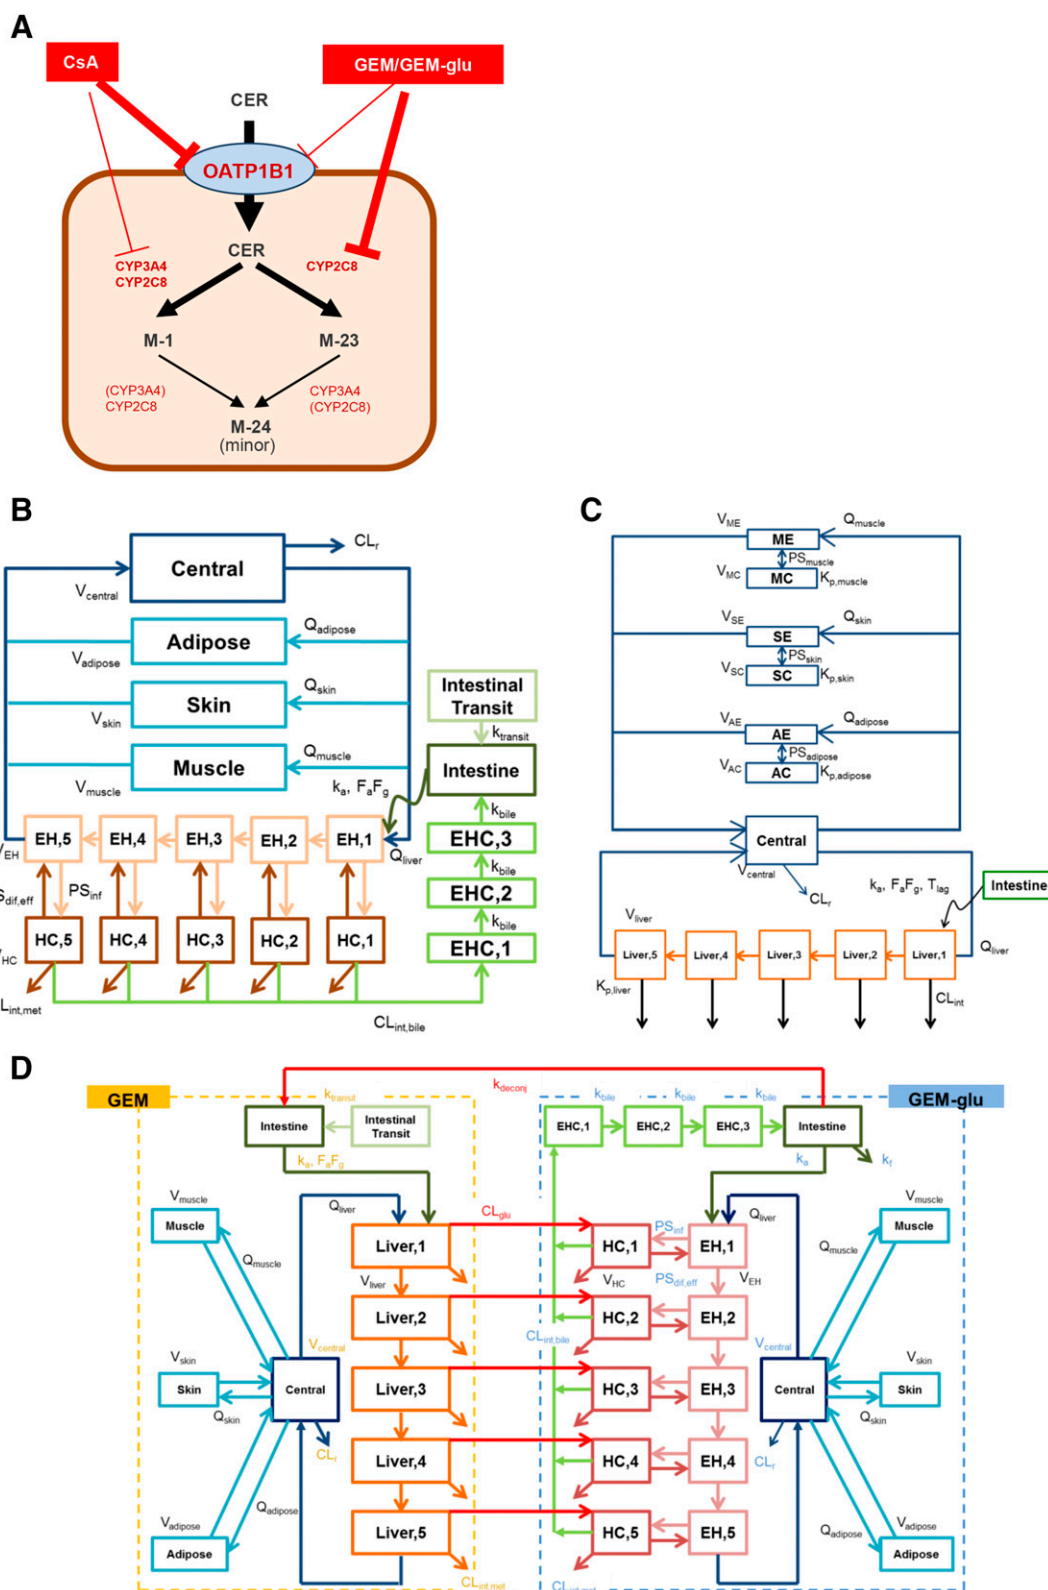 A
CsA
GEM/GEM-glu
CER
OATP1B1
CER
CYP3A4
CYP2C8
CYP2C8
M-1
M-23
(CYP3A4)
CYP2C8
CYP3A4
(CYP2C8)
M-24
(minor)
B
Central
CLr
Vcentral
Adipose
Qadipose
Vadipose
Skin
Qskin
Vskin
Muscle
Qmuscle
Vmuscle
Intestinal
Transit
ktransit
Intestine
ka, FaFg
kbile
EHC,3
kbile
EHC,2
kbile
EHC,1
EH,5
EH,4
EH,3
EH,2
EH,1
Qliver
VEH
Sdif,eff
PSinf
HC,5
HC,4
HC,3
HC,2
HC,1
VHC
Lint,met
CLint,bile
C
VME
ME
Qmuscle
PSmuscle
VMC
MC
Kp,muscle
VSE
SE
Qskin
PSskin
VSC
SC
Kp,skin
VAE
AE
Qadipose
PSadipose
VAC
AC
Kp,adipose
Central
Vcentral
CLr
ka, FaFg, Tlag
Intestine
Vliver
Liver,5
Liver,4
Liver,3
Liver,2
Liver,1
Qliver
Kp,liver
CLint
D
GEM
kdeconj
GEM-glu
ktransit
Intestine
Intestinal
Transit
ka, FaFg
kbile
kbile
kbile
EHC,1
EHC,2
EHC,3
Intestine
ka
kf
Vmuscle
Muscle
Qmuscle
Qliver
Liver,1
Vliver
Liver,2
Vcentral
Vskin
Skin
Qskin
Central
Liver,3
CLr
Liver,4
Qadipose
Vadipose
Adipose
Liver,5
CLint,met
CLglu
HC,1
PSinf
EH,1
VHC
PSdif,eff
VEH
HC,2
EH,2
CLint,bile
HC,3
EH,3
HC,4
EH,4
HC,5
EH,5
CLint,met
Qliver
Vmuscle
Muscle
Qmuscle
Vcentral
Central
Vskin
Skin
Qskin
CLr
Qadipose
Vadipose
Adipose